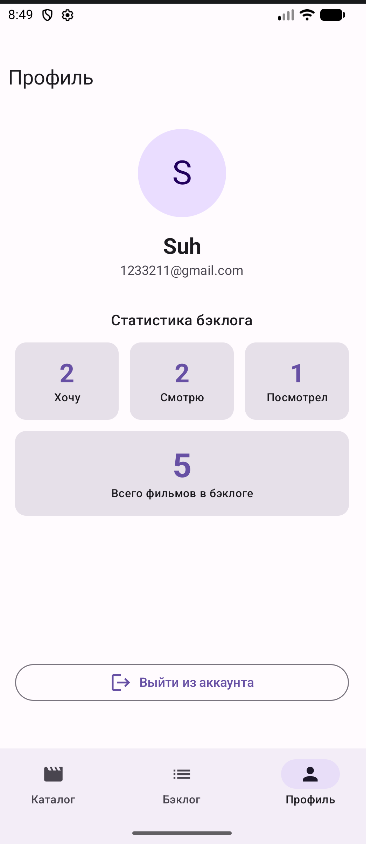 8:49
Профиль
S
Suh
1233211@gmail.com
Статистика бэклога
2 2 1
Хочу Смотрю Посмотрел
5
Всего фильмов в бэклоге
Выйти из аккаунта
Каталог Бэклог Профиль